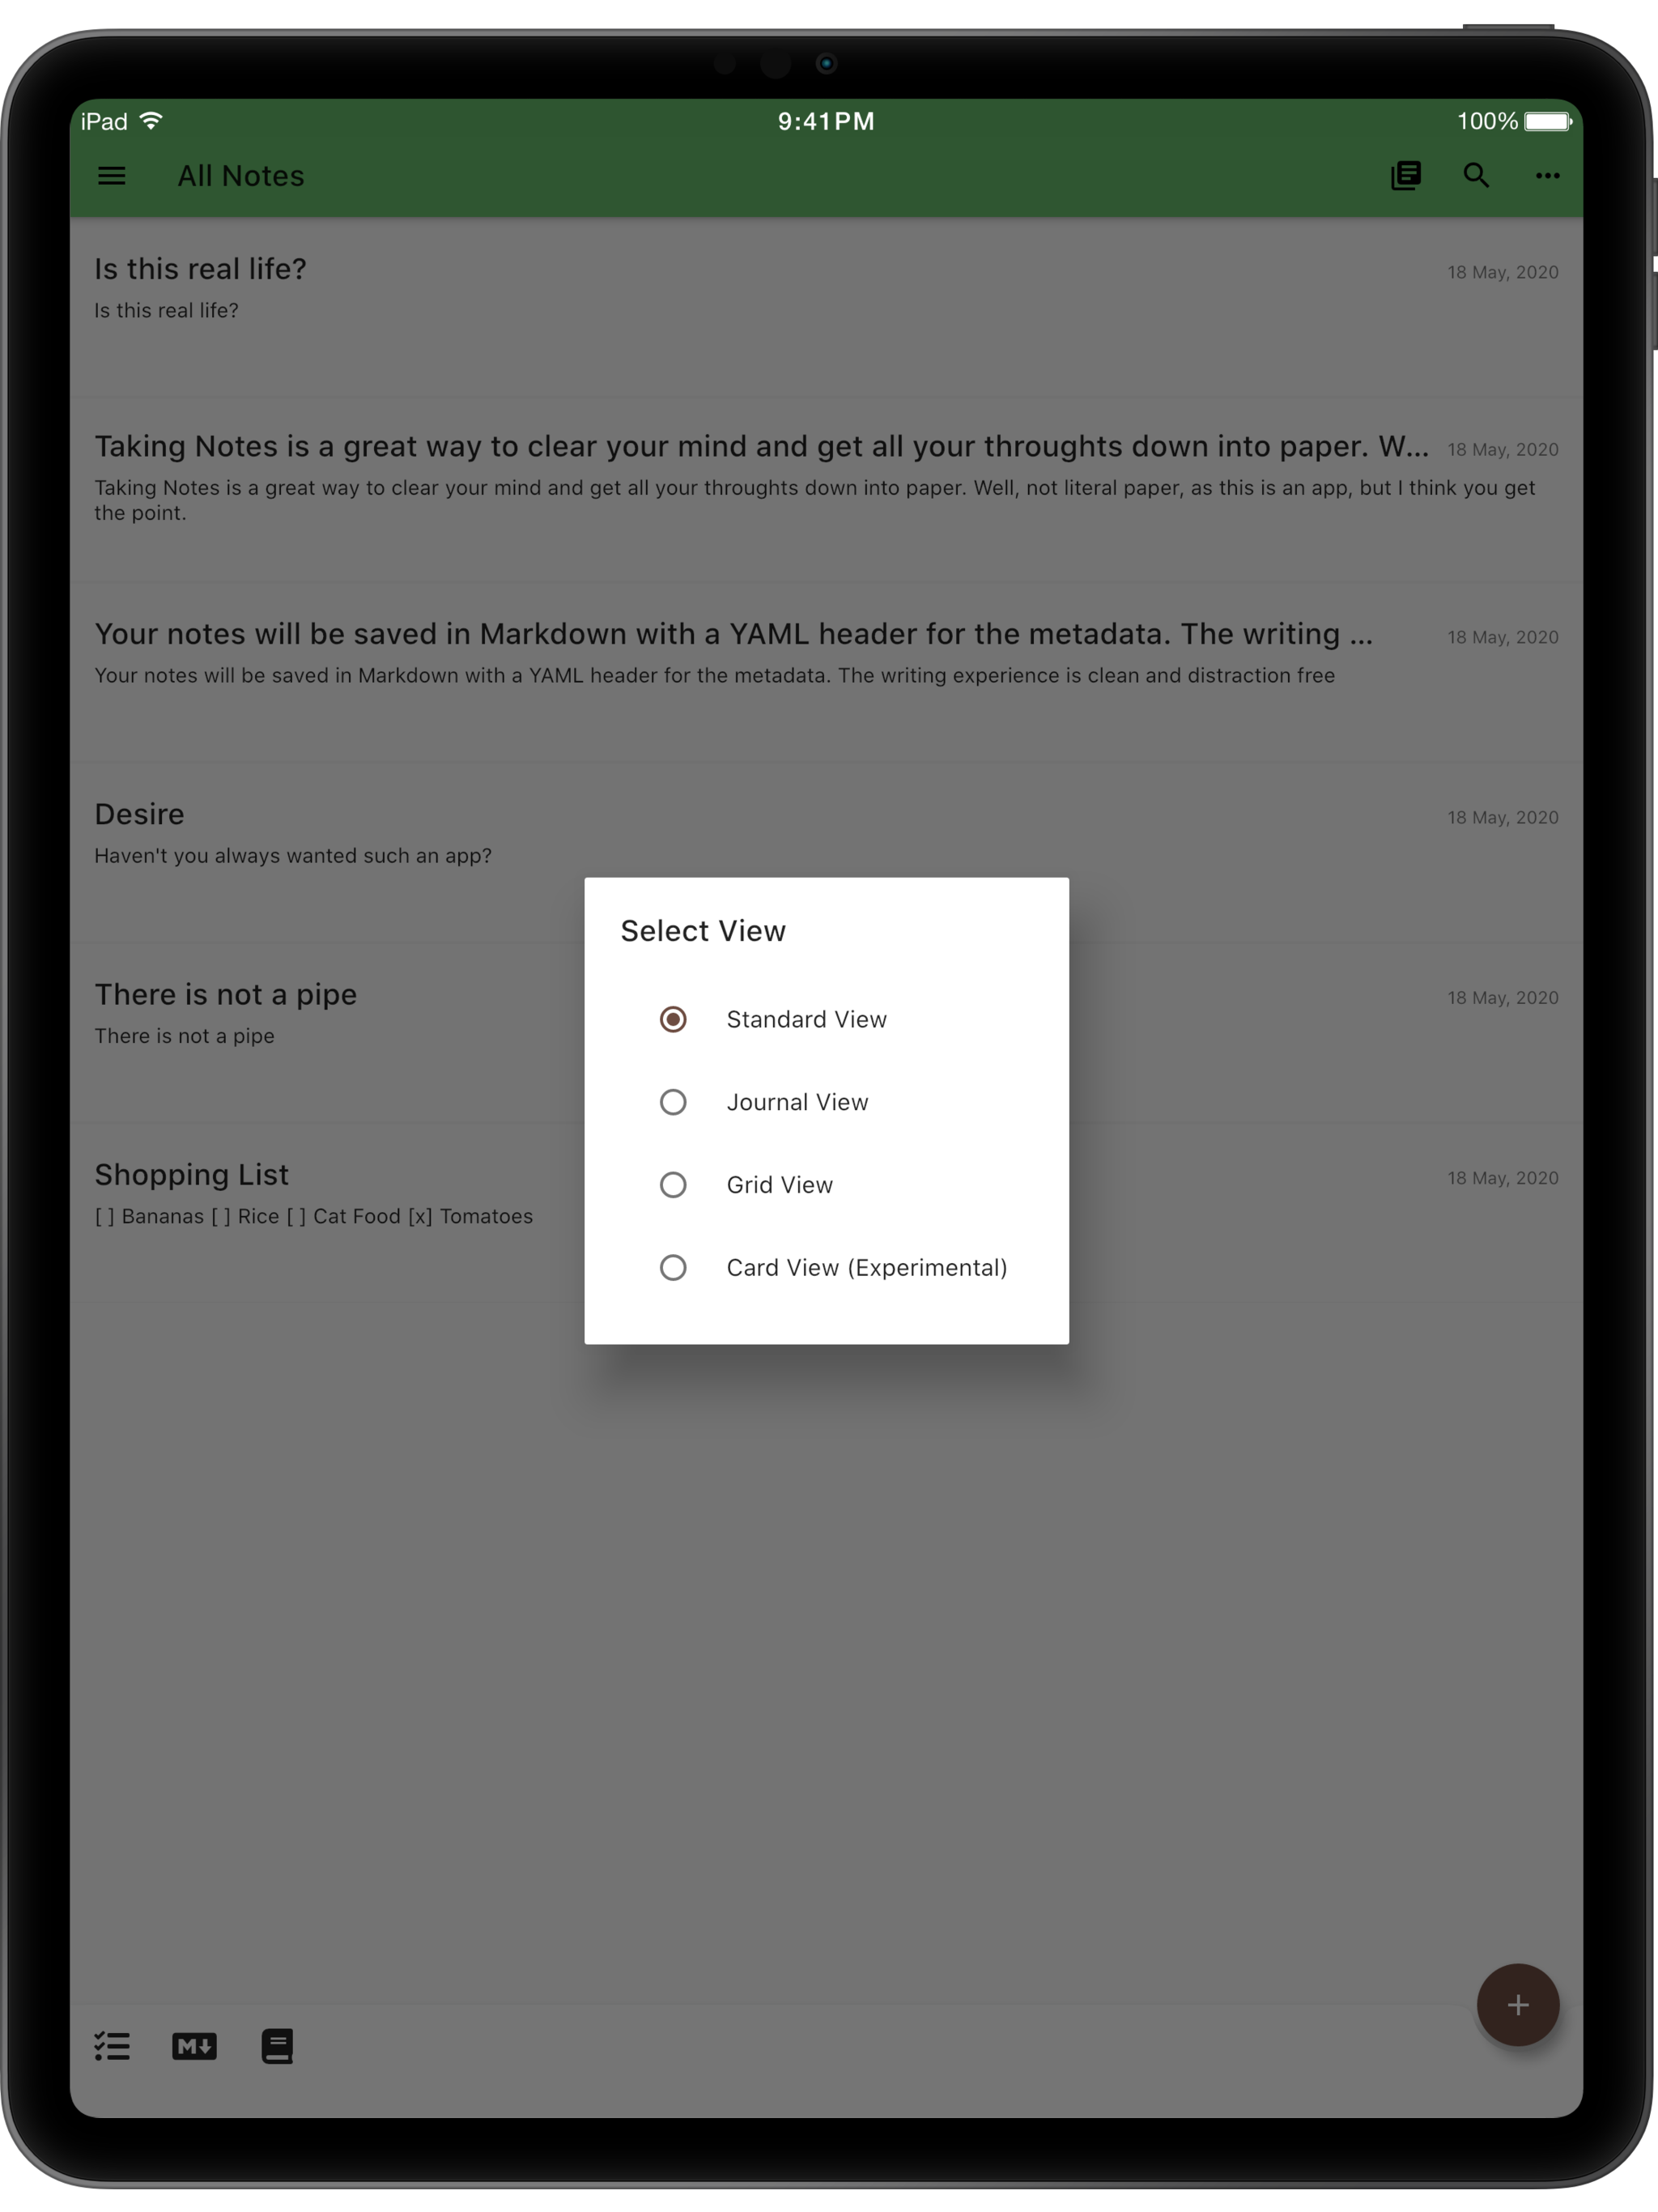 iPad 9:41PM 100%
All Notes
Is this real life? 18 May, 2020
Is this real life?
Taking Notes is a great way to clear your mind and get all your throughts down into paper. W... 18 May, 2020
Taking Notes is a great way to clear your mind and get all your throughts down into paper. Well, not literal paper, as this is an app, but I think you get
the point.
Your notes will be saved in Markdown with a YAML header for the metadata. The writing ... 18 May, 2020
Your notes will be saved in Markdown with a YAML header for the metadata. The writing experience is clean and distraction free
Desire 18 May, 2020
Haven't you always wanted such an app?
Select View
Standard View
Journal View
Grid View
Card View (Experimental)
There is not a pipe 18 May, 2020
There is not a pipe
Shopping List 18 May, 2020
[ ] Bananas [ ] Rice [ ] Cat Food [x] Tomatoes
M